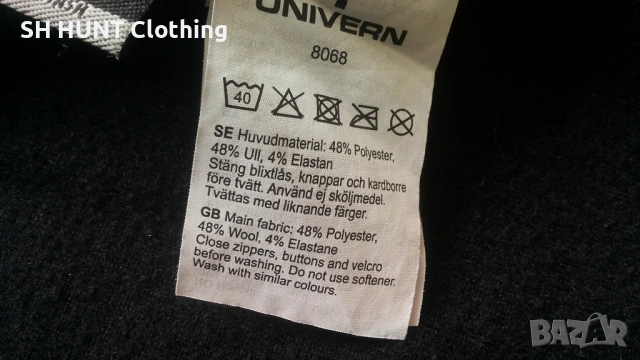 SH HUNT Clothing
UNIVERN
8068
40
SE Huvudmaterial: 48% Polyester,
48% Ull, 4% Elastan
Stäng blixtlås, knappar och kardborre
före tvätt. Använd ej sköljmedel.
Tvättas med liknande färger.
GB Main fabric: 48% Polyester,
48% Wool, 4% Elastane
Close zippers, buttons and velcro
before washing. Do not use softener.
Wash with similar colours.
BAZAR